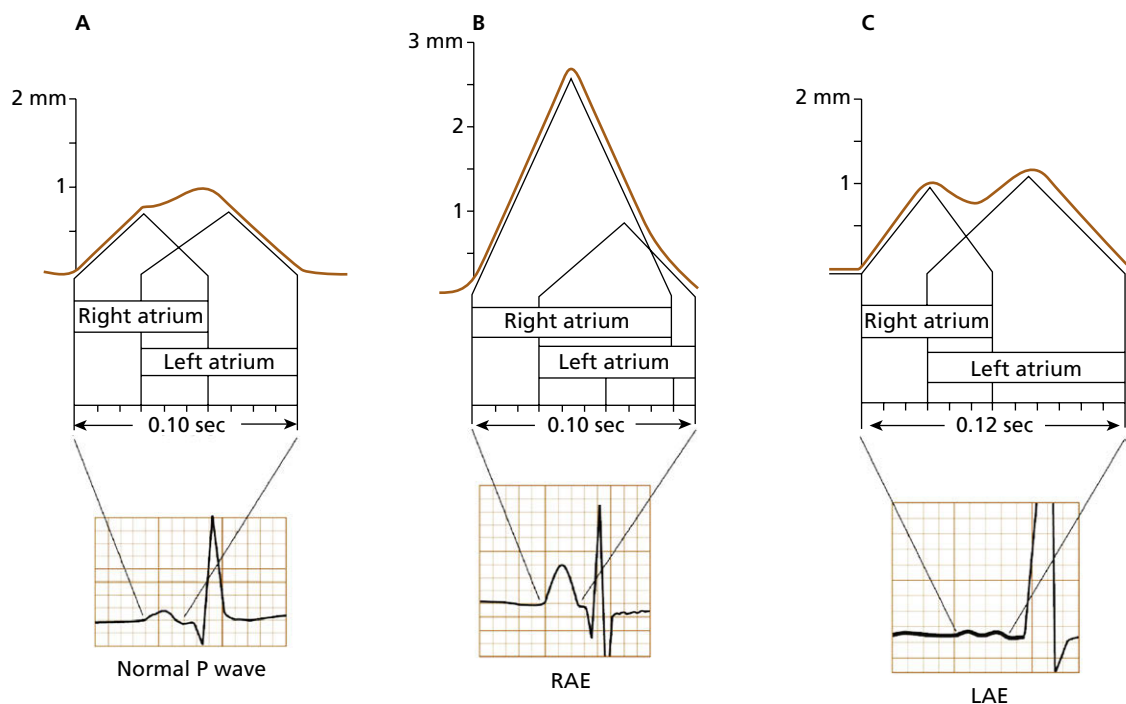 A
2 mm
1
Right atrium
Left atrium
0.10 sec
Normal P wave
B
3 mm
2
1
Right atrium
Left atrium
0.10 sec
RAE
C
2 mm
1
Right atrium
Left atrium
0.12 sec
LAE